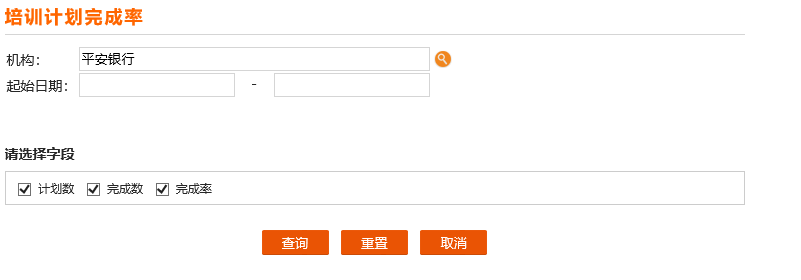 培训计划完成率
机构： 平安银行
起始日期： -
请选择字段
计划数 完成数 完成率
查询 重置 取消